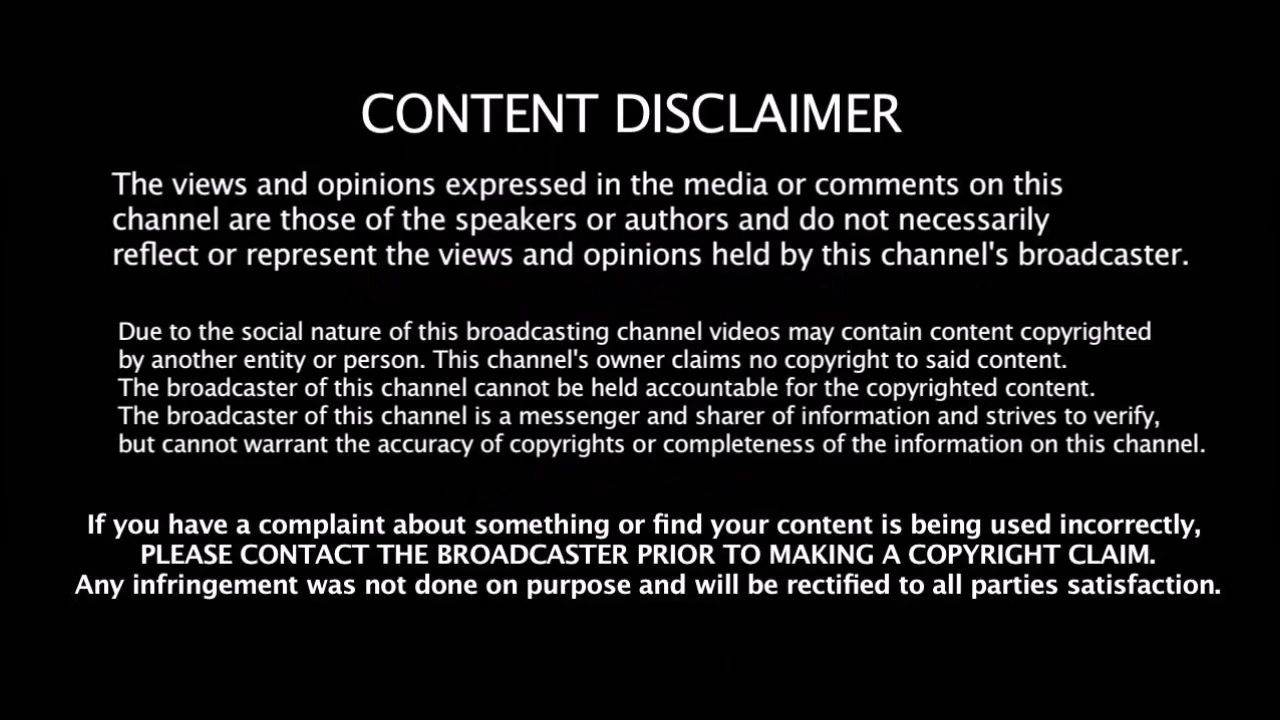 CONTENT DISCLAIMER
The views and opinions expressed in the media or comments on this
channel are those of the speakers or authors and do not necessarily
reflect or represent the views and opinions held by this channel's broadcaster.
Due to the social nature of this broadcasting channel videos may contain content copyrighted
by another entity or person. This channel's owner claims no copyright to said content.
The broadcaster of this channel cannot be held accountable for the copyrighted content.
The broadcaster of this channel is a messenger and sharer of information and strives to verify,
but cannot warrant the accuracy of copyrights or completeness of the information on this channel.
If you have a complaint about something or find your content is being used incorrectly,
PLEASE CONTACT THE BROADCASTER PRIOR TO MAKING A COPYRIGHT CLAIM.
Any infringement was not done on purpose and will be rectified to all parties satisfaction.